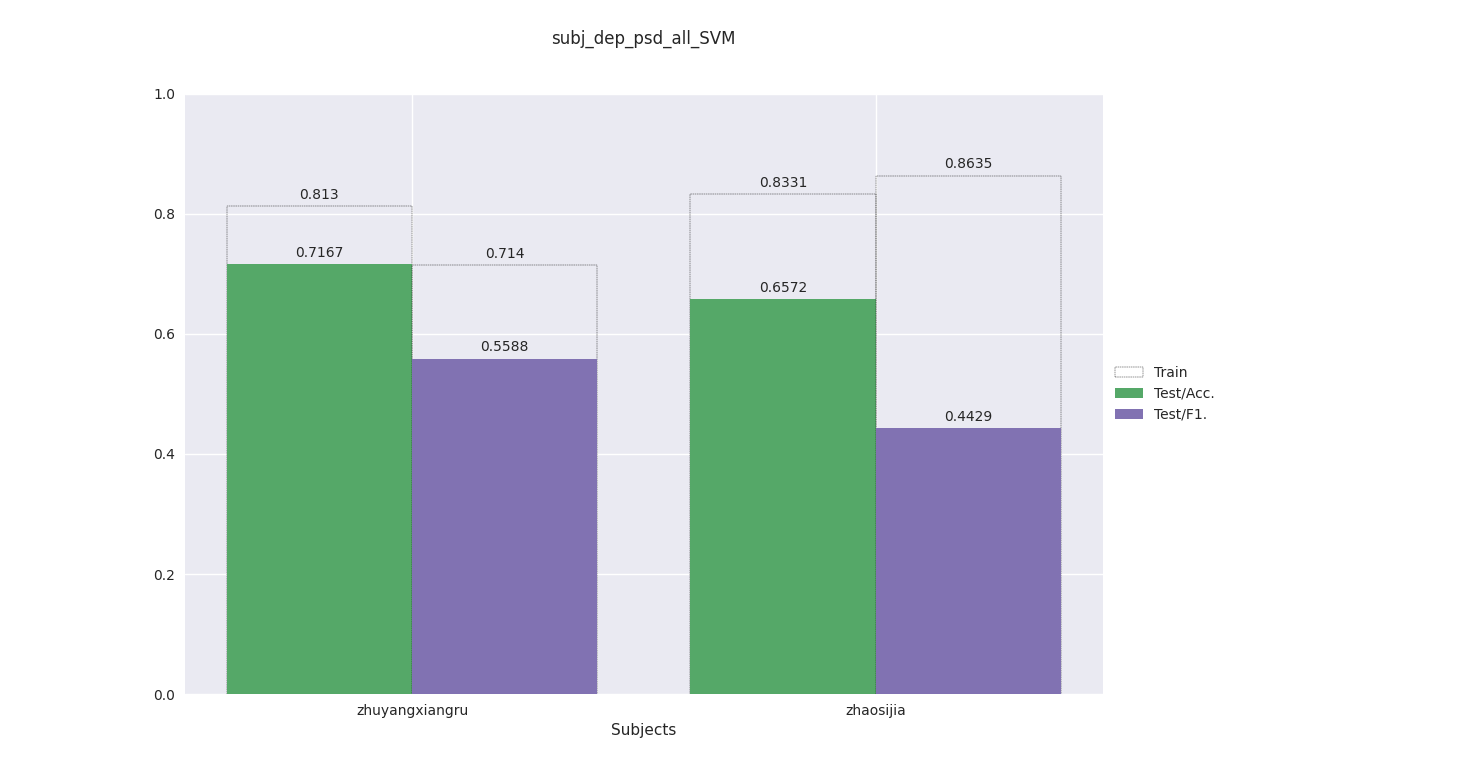 subj_dep_psd_all_SVM
1.0
0.8
0.6
0.4
0.2
0.0
0.813
0.7167
0.714
0.5588
0.8331
0.6572
0.8635
0.4429
zhuyangxiangru
zhaosijia
Subjects
Train
Test/Acc.
Test/F1.